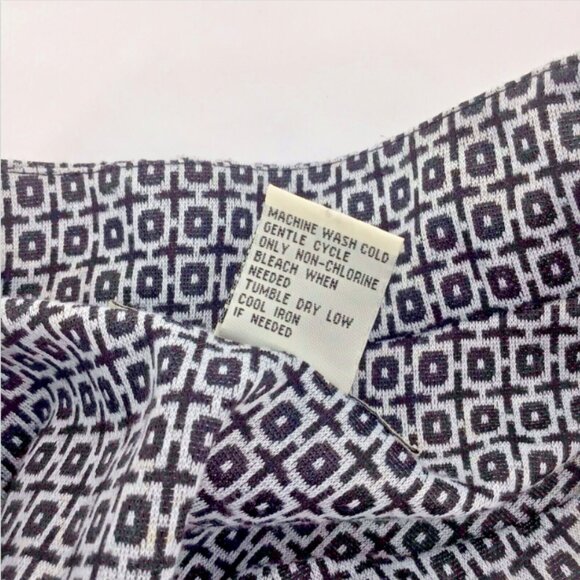 MACHINE WASH COLD
GENTLE CYCLE
ONLY NON-CHLORINE
BLEACH WHEN
NEEDED
TUMBLE DRY LOW
COOL IRON
IF NEEDED